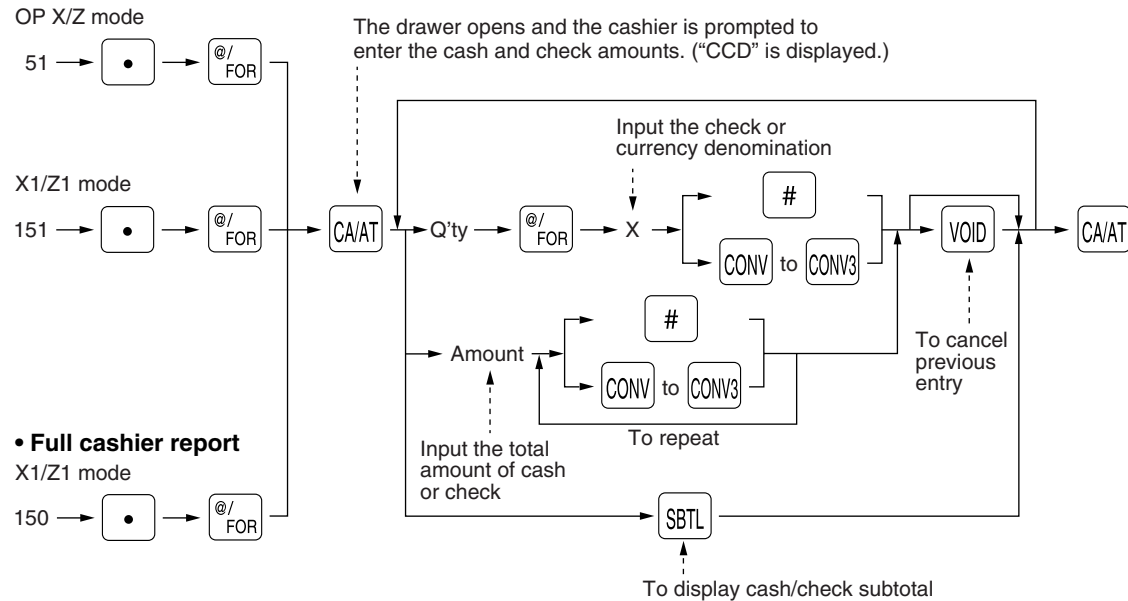 OP X/Z mode
51 • @/FOR
The drawer opens and the cashier is prompted to
enter the cash and check amounts. (“CCD” is displayed.)
X1/Z1 mode
151 • @/FOR CA/AT
Input the check or
currency denomination
Q’ty @/FOR X
#
CONV to CONV3
VOID CA/AT
To cancel
previous
entry
Amount
#
CONV to CONV3
To repeat
Input the total
amount of cash
or check
• Full cashier report
X1/Z1 mode
150 • @/FOR
SBTL
To display cash/check subtotal